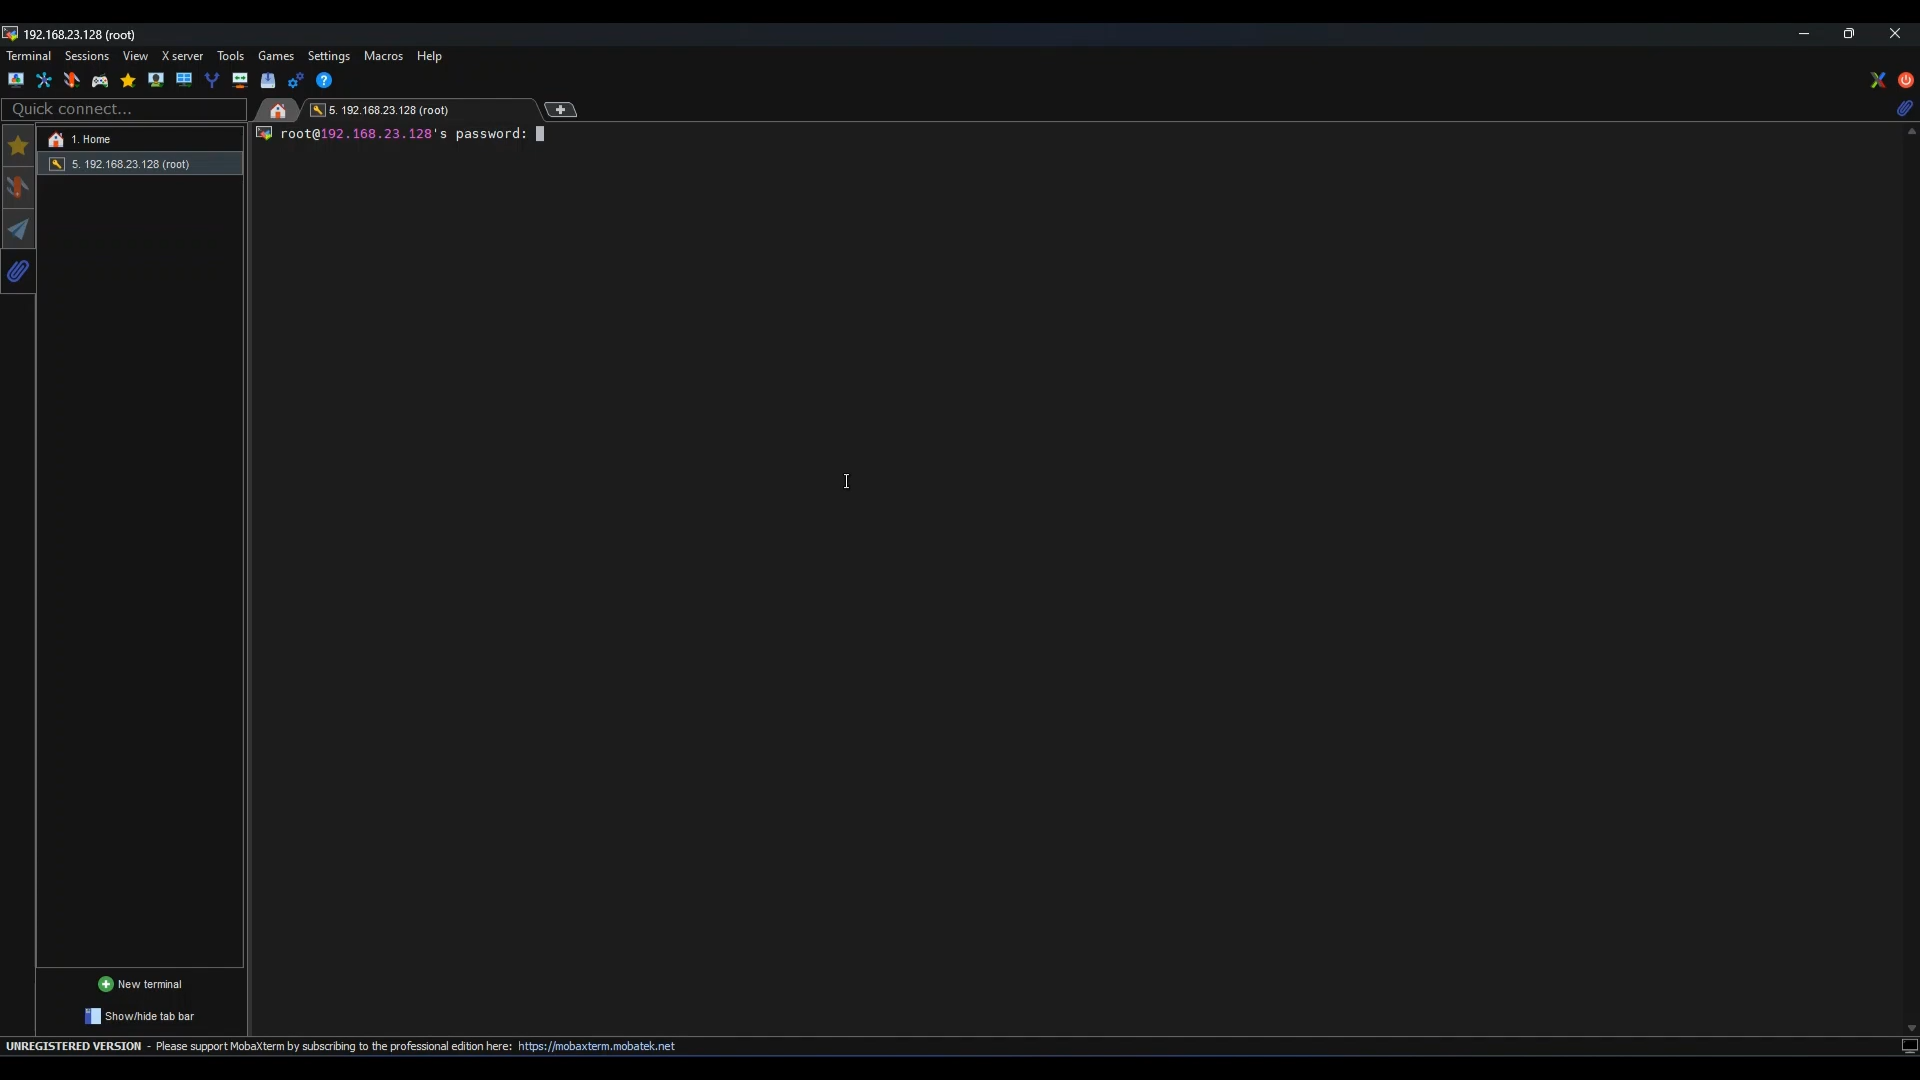 192.168.23.128 (root)
Terminal Sessions View X server Tools Games Settings Macros Help
Quick connect...
5. 192.168.23.128 (root)
1. Home
5. 192.168.23.128 (root)
root@192.168.23.128's password:
New terminal
Show/hide tab bar
UNREGISTERED VERSION - Please support MobaXterm by subscribing to the professional edition here: https://mobaxterm.mobatek.net